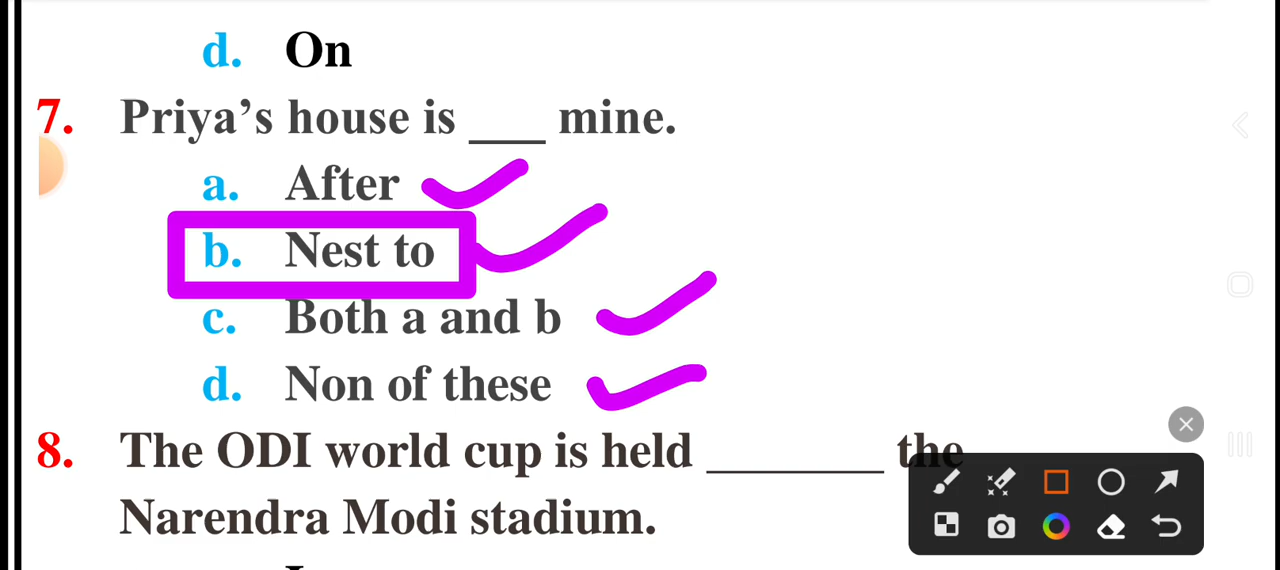 d. On
7. Priya's house is ___ mine.
a. After
b. Nest to
c. Both a and b
d. Non of these
8. The ODI world cup is held ________ the
Narendra Modi stadium.